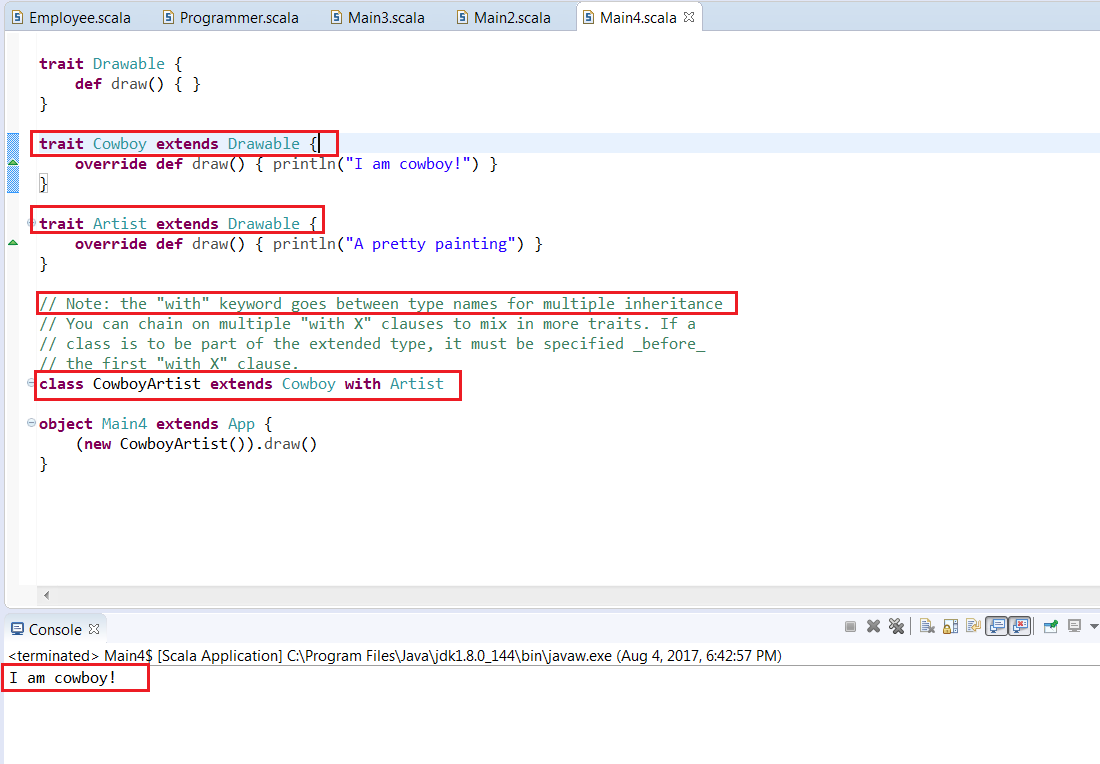 Employee.scala Programmer.scala Main3.scala Main2.scala Main4.scala
trait Drawable {
    def draw() { }
}
trait Cowboy extends Drawable {
    override def draw() { println("I am cowboy!") }
}
trait Artist extends Drawable {
    override def draw() { println("A pretty painting") }
}
// Note: the "with" keyword goes between type names for multiple inheritance
// You can chain on multiple "with X" clauses to mix in more traits. If a
// class is to be part of the extended type, it must be specified _before_
// the first "with X" clause.
class CowboyArtist extends Cowboy with Artist
object Main4 extends App {
    (new CowboyArtist()).draw()
}
Console
<terminated> Main4$ [Scala Application] C:\Program Files\Java\jdk1.8.0_144\bin\javaw.exe (Aug 4, 2017, 6:42:57 PM)
I am cowboy!